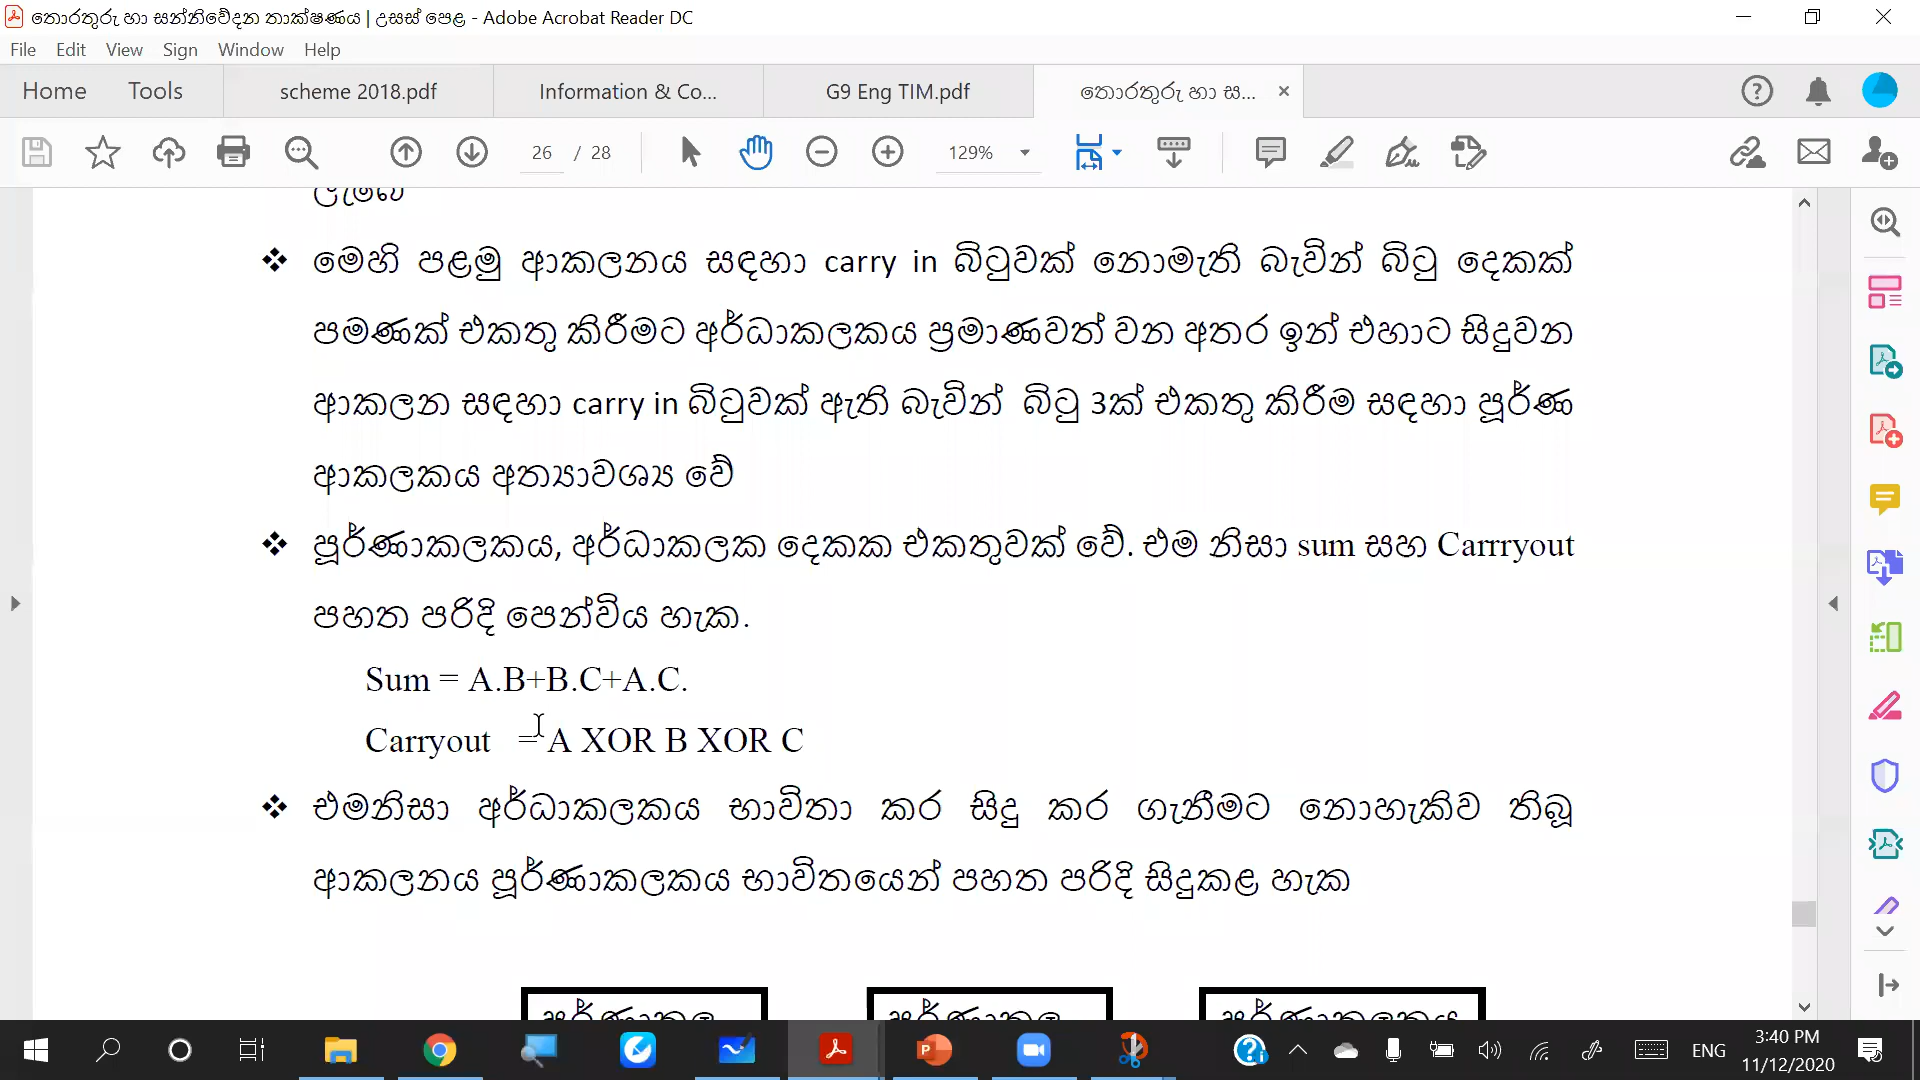 තොරතුරු හා සන්නිවේදන තාක්ෂණය | උසස් පෙළ - Adobe Acrobat Reader DC
File Edit View Sign Window Help
Home Tools scheme 2018.pdf Information & Co... G9 Eng TIM.pdf තොරතුරු හා ස...
26 / 28 129%
❖ මෙහි පළමු ආකලනය සඳහා carry in බිටුවක් නොමැති බැවින් බිටු දෙකක්
පමණක් එකතු කිරීමට අර්ධාකලකය ප්‍රමාණවත් වන අතර ඉන් එහාට සිදුවන
ආකලන සඳහා carry in බිටුවක් ඇති බැවින් බිටු 3ක් එකතු කිරීම සඳහා පූර්ණ
ආකලකය අත්‍යාවශ්‍ය වේ
❖ පූර්ණාකලකය, අර්ධාකලක දෙකක එකතුවක් වේ. එම නිසා sum සහ Carrryout
පහත පරිදි පෙන්විය හැක.
Sum = A.B+B.C+A.C.
Carryout = A XOR B XOR C
❖ එමනිසා අර්ධාකලකය භාවිතා කර සිදු කර ගැනීමට නොහැකිව තිබූ
ආකලනය පූර්ණාකලකය භාවිතයෙන් පහත පරිදි සිදුකළ හැක
ENG
3:40 PM
11/12/2020